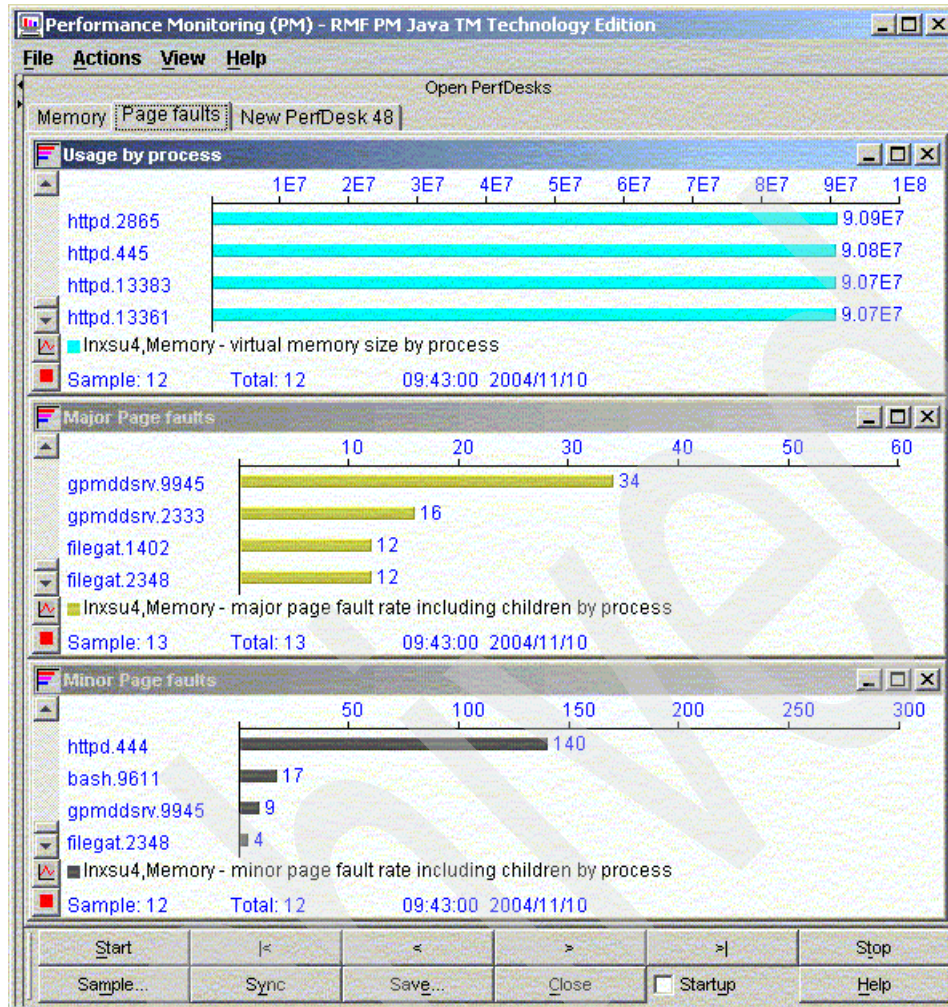 Performance Monitoring (PM) - RMF PM Java TM Technology Edition
File Actions View Help
Open PerfDesks
Memory Page faults New PerfDesk 48
Usage by process
1E7 2E7 3E7 4E7 5E7 6E7 7E7 8E7 9E7 1E8
httpd.2865 9.09E7
httpd.445 9.08E7
httpd.13383 9.07E7
httpd.13361 9.07E7
lnxsu4,Memory - virtual memory size by process
Sample: 12 Total: 12 09:43:00 2004/11/10
Major Page faults
10 20 30 40 50 60
gpmddsrv.9945 34
gpmddsrv.2333 16
filegat.1402 12
filegat.2348 12
lnxsu4,Memory - major page fault rate including children by process
Sample: 13 Total: 13 09:43:00 2004/11/10
Minor Page faults
50 100 150 200 250 300
httpd.444 140
bash.9611 17
gpmddsrv.9945 9
filegat.2348 4
lnxsu4,Memory - minor page fault rate including children by process
Sample: 12 Total: 12 09:43:00 2004/11/10
Start |< < > >| Stop
Sample... Sync Save... Close Startup Help